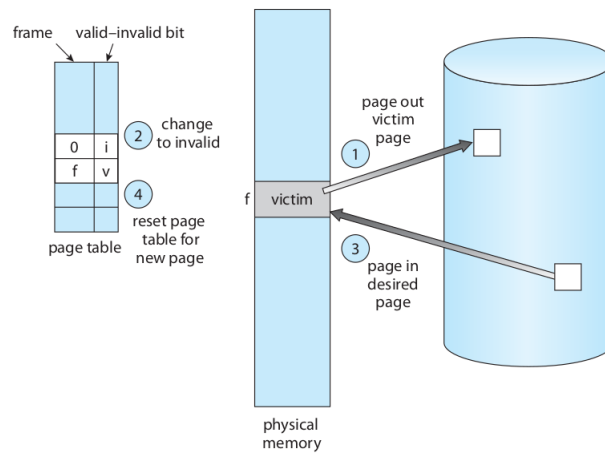 frame
valid–invalid bit
0
i
f
v
2
change
to invalid
4
reset page
table for
new page
page table
f
victim
physical
memory
1
page out
victim
page
3
page in
desired
page